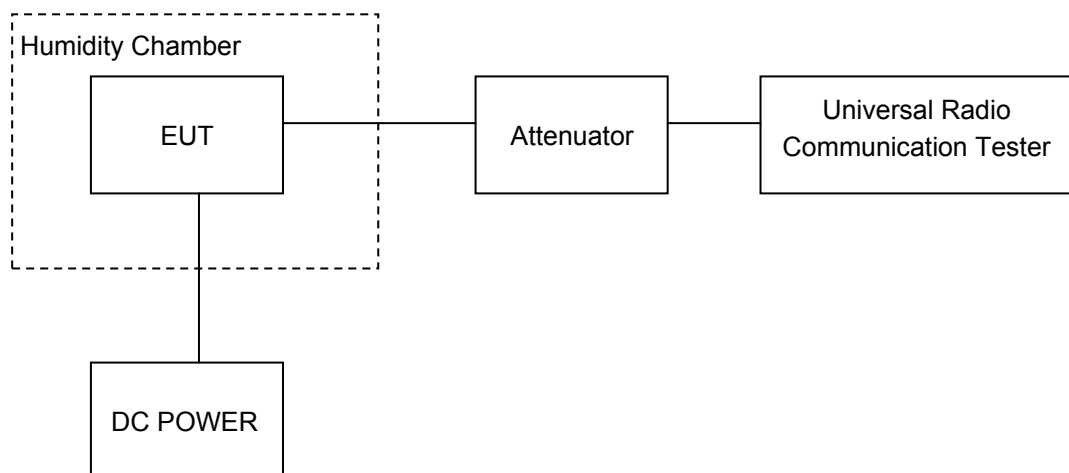 Humidity Chamber
EUT
Attenuator
Universal Radio
Communication Tester
DC POWER